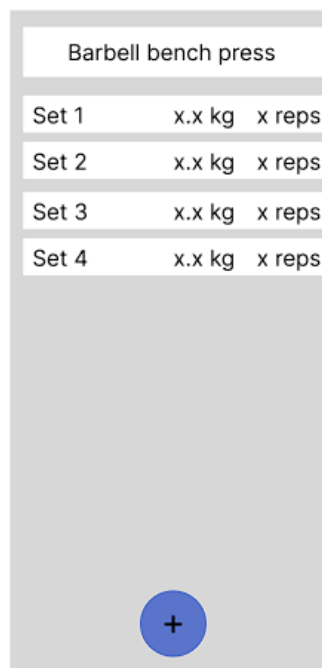 Barbell bench press
Set 1 x.x kg x reps
Set 2 x.x kg x reps
Set 3 x.x kg x reps
Set 4 x.x kg x reps
+